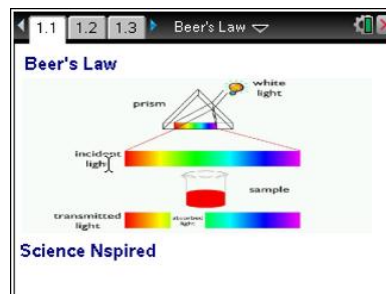 1.1 1.2 1.3 Beer's Law
Beer's Law
white
light
prism
incident
light
sample
transmitted
light
absorbed
light
Science Nspired